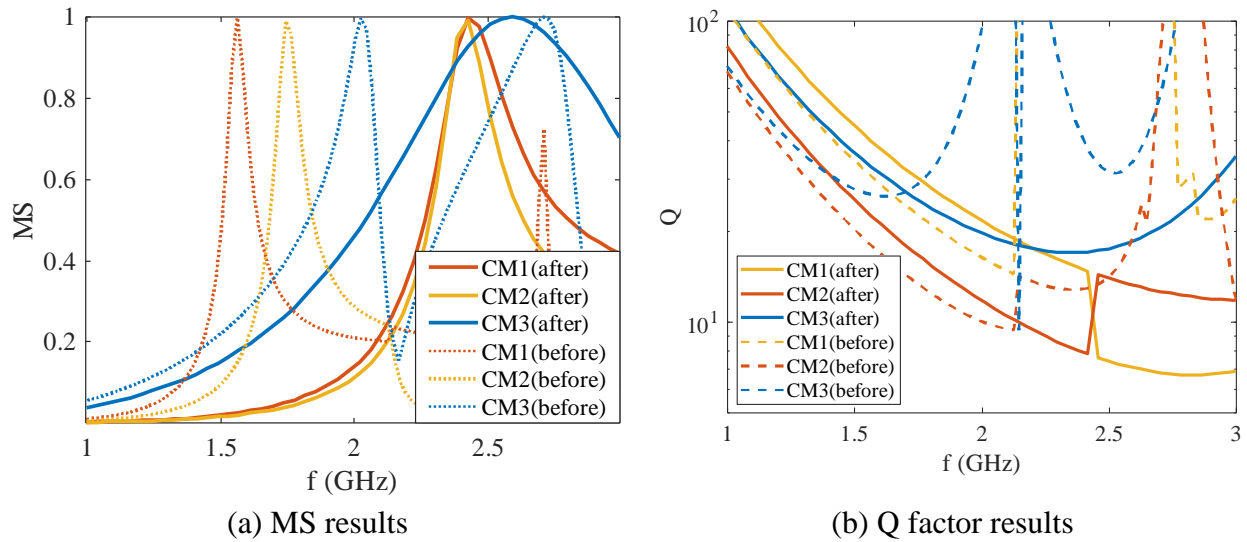 1
0.8
0.6
0.4
0.2
MS
1
1.5
2
2.5
f (GHz)
CM1(after)
CM2(after)
CM3(after)
CM1(before)
CM2(before)
CM3(before)
(a) MS results
10^2
10^1
Q
1
1.5
2
2.5
3
f (GHz)
CM1(after)
CM2(after)
CM3(after)
CM1(before)
CM2(before)
CM3(before)
(b) Q factor results